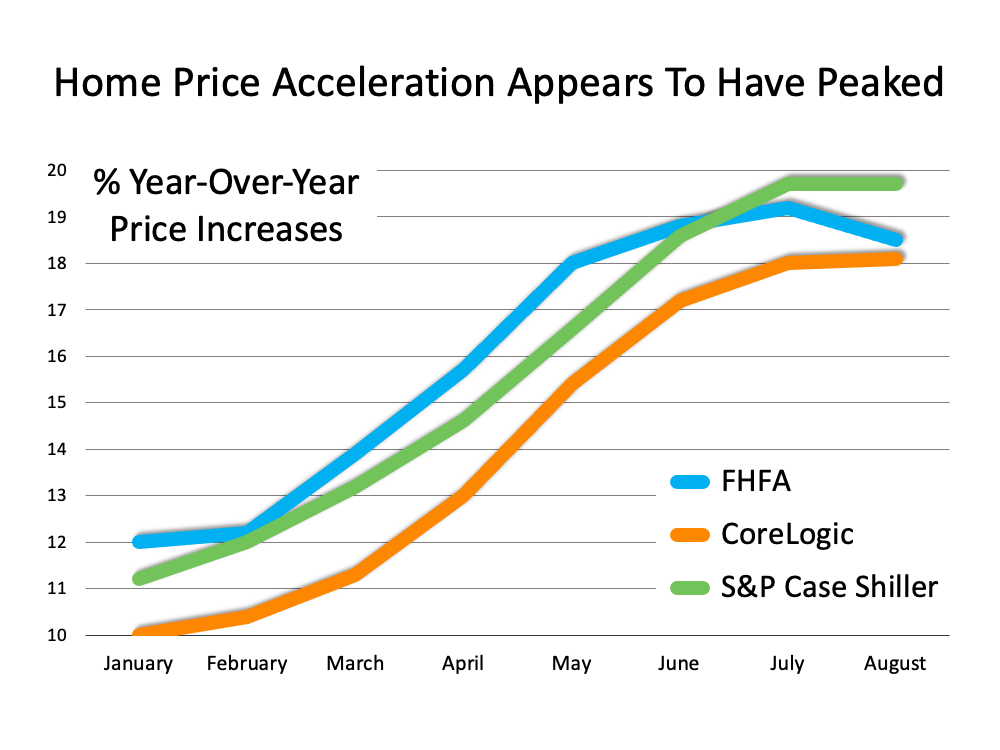 Home Price Acceleration Appears To Have Peaked
% Year-Over-Year
Price Increases
20
19
18
17
16
15
14
13
12
11
10
FHFA
CoreLogic
S&P Case Shiller
January February March April May June July August